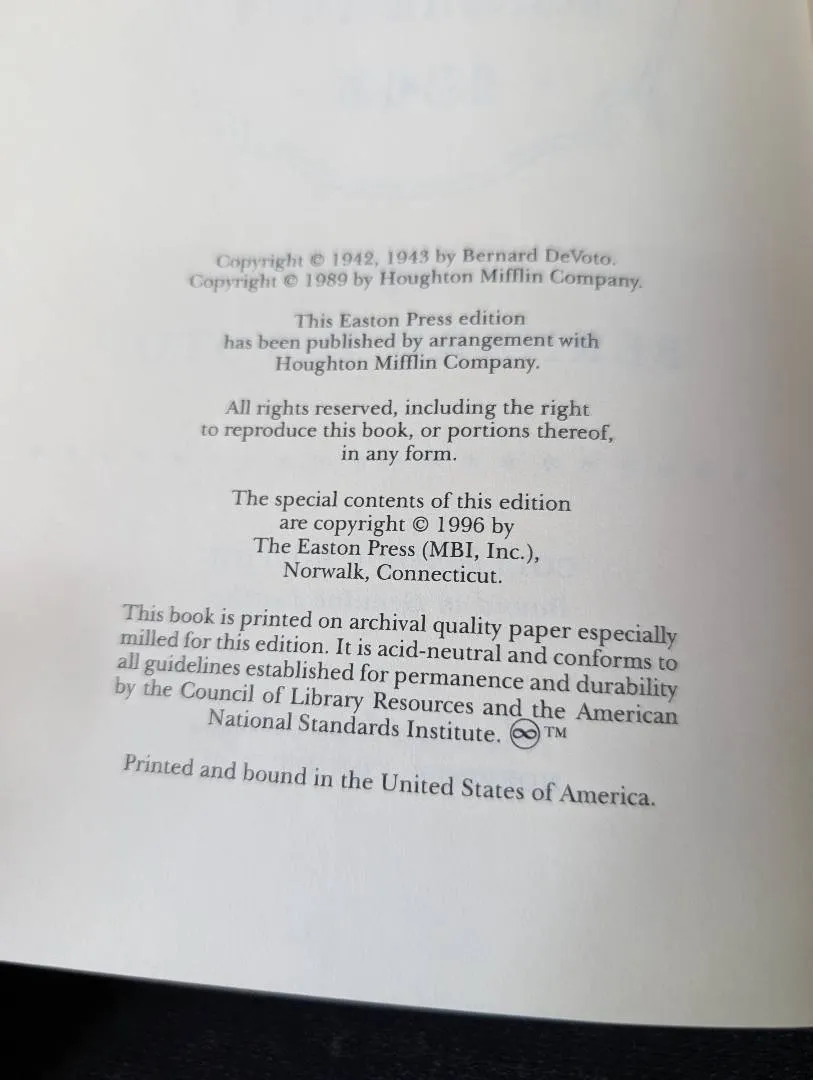 Copyright © 1942, 1943 by Bernard DeVoto.
Copyright © 1989 by Houghton Mifflin Company.
This Easton Press edition
has been published by arrangement with
Houghton Mifflin Company.
All rights reserved, including the right
to reproduce this book, or portions thereof,
in any form.
The special contents of this edition
are copyright © 1996 by
The Easton Press (MBI, Inc.),
Norwalk, Connecticut.
This book is printed on archival quality paper especially
milled for this edition. It is acid-neutral and conforms to
all guidelines established for permanence and durability
by the Council of Library Resources and the American
National Standards Institute. ♾ ™
Printed and bound in the United States of America.